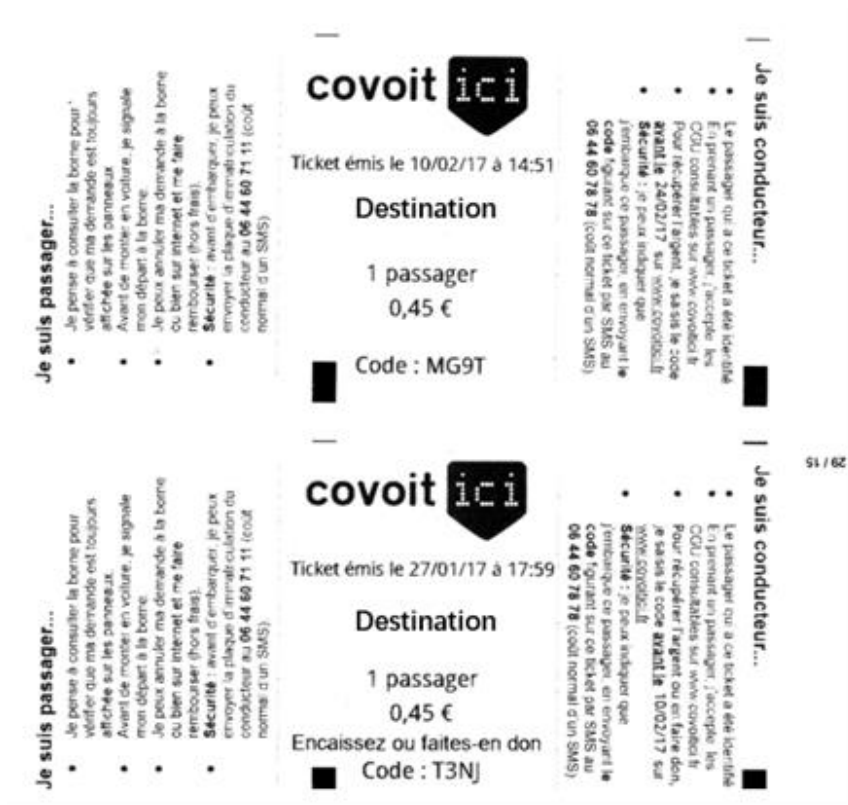 Je suis passager...
• Je pense à consulter la borne pour
vérifier que ma demande est toujours
affichée sur les panneaux.
• Avant de monter en voiture, je signale
mon départ à la borne.
• Je peux annuler ma demande à la borne
ou bien sur internet et me faire
rembourser (hors frais).
• Sécurité : avant d'embarquer, je peux
envoyer la plaque d'immatriculation du
conducteur au 06 44 60 71 11 (coût
normal d'un SMS)
covoit ici
Ticket émis le 10/02/17 à 14:51
Destination
1 passager
0,45 €
Code : MG9T
Je suis conducteur...
• Le passager qui a ce ticket a été identifié
• En prenant un passager, j'accepte les
CGU consultables sur www.covoitici.fr
• Pour récupérer l'argent, je saisis le code
avant le 24/02/17 sur www.covoitici.fr
• Sécurité : je peux indiquer que
j'embarque ce passager, en envoyant le
code figurant sur ce ticket par SMS au
06 44 60 78 78 (coût normal d'un SMS)
Je suis passager...
• Je pense à consulter la borne pour
vérifier que ma demande est toujours
affichée sur les panneaux.
• Avant de monter en voiture, je signale
mon départ à la borne.
• Je peux annuler ma demande à la borne
ou bien sur internet et me faire
rembourser (hors frais).
• Sécurité : avant d'embarquer, je peux
envoyer la plaque d'immatriculation du
conducteur au 06 44 60 71 11 (coût
normal d'un SMS).
covoit ici
Ticket émis le 27/01/17 à 17:59
Destination
1 passager
0,45 €
Encaissez ou faites-en don
Code : T3NJ
Je suis conducteur...
• Le passager qui a ce ticket a été identifié
• En prenant un passager, j'accepte les
CGU consultables sur www.covoitici.fr
• Pour récupérer l'argent ou en faire don,
je saisis le code avant le 10/02/17 sur
www.covoitici.fr
• Sécurité : je peux indiquer que
j'embarque ce passager, en envoyant le
code figurant sur ce ticket par SMS au
06 44 60 78 78 (coût normal d'un SMS)
29 / 15